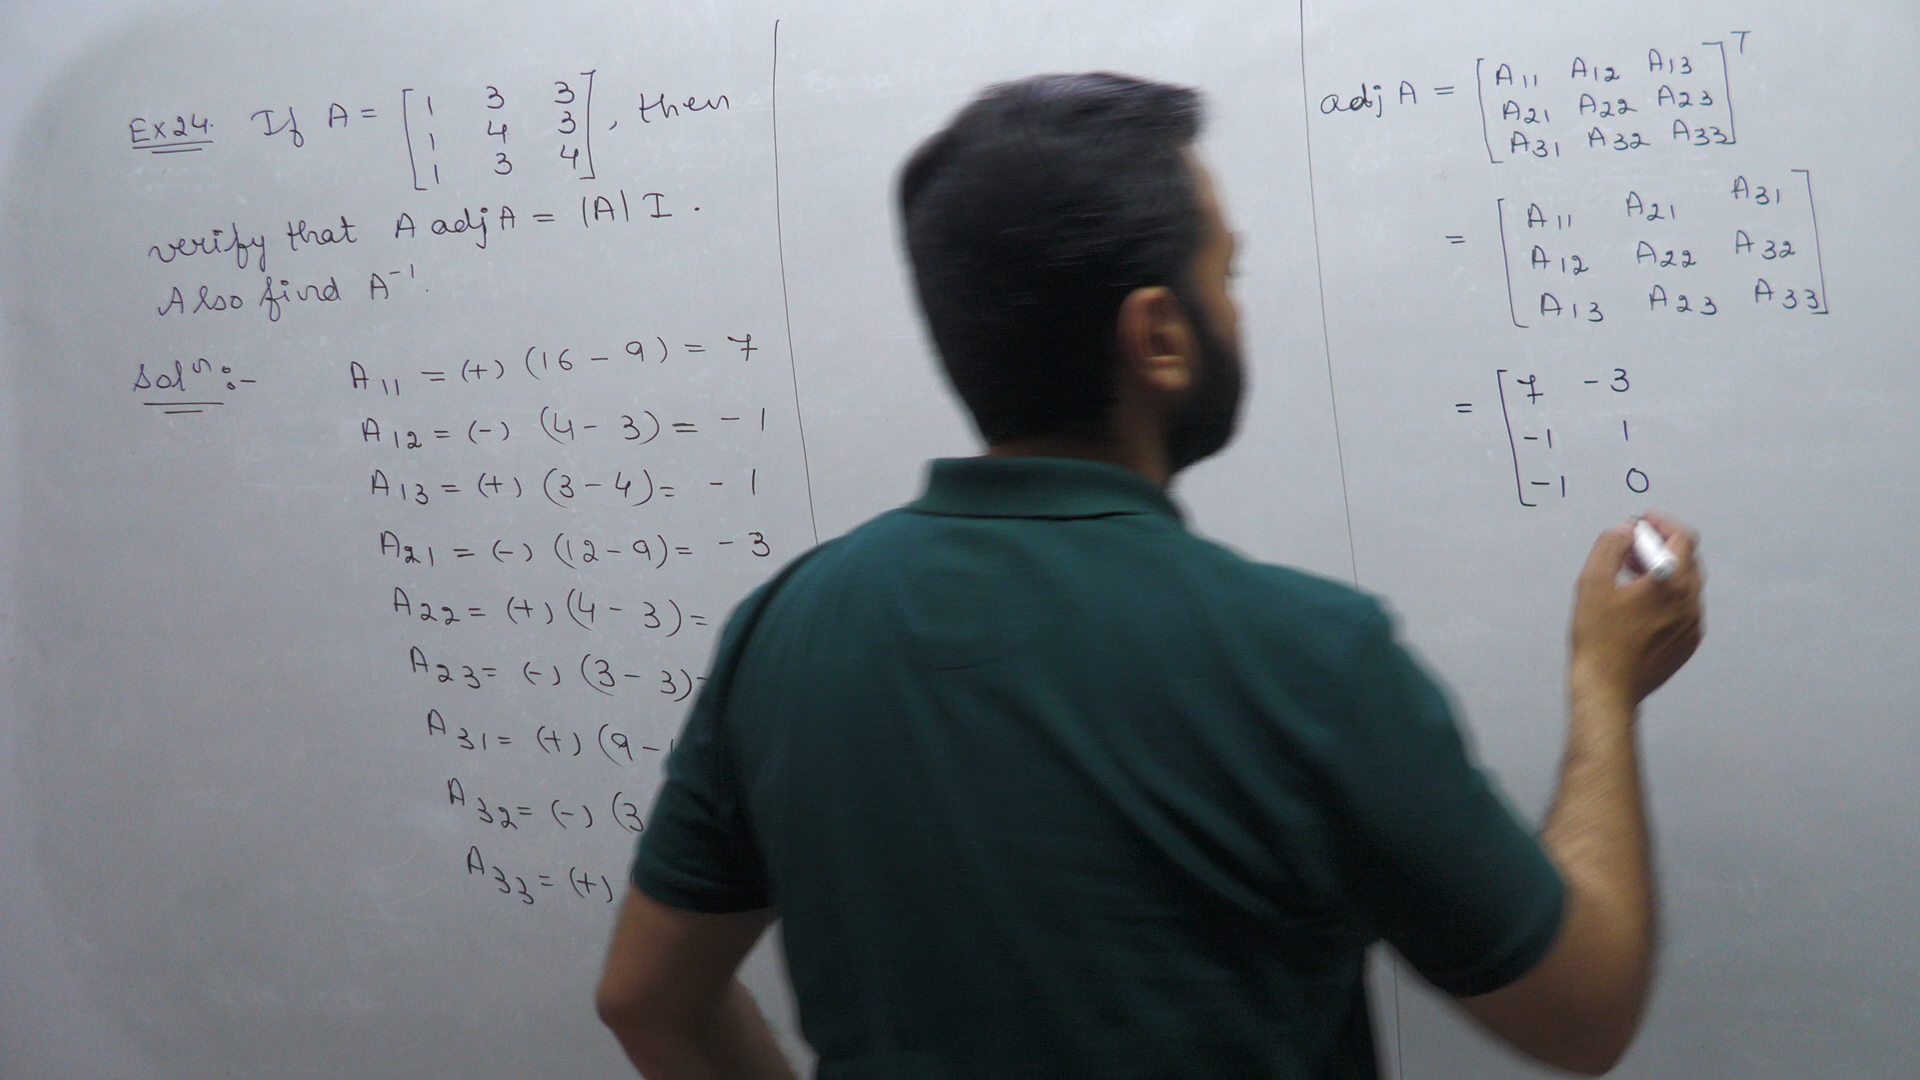 Ex24. If A = [1 3 3], then
1 4 3
1 3 4
verify that A adj A = |A| I .
Also find A⁻¹.
Solⁿ:-
A11 = (+) (16 - 9) = 7
A12 = (-) (4 - 3) = - 1
A13 = (+) (3 - 4) = - 1
A21 = (-) (12 - 9) = - 3
A22 = (+) (4 - 3) =
A23 = (-) (3 - 3)
A31 = (+) (9 -
A32 = (-) (3
A33 = (+)
adj A = [A11 A12 A13]ᵀ
A21 A22 A23
A31 A32 A33
= [A11 A21 A31]
A12 A22 A32
A13 A23 A33
= [7 -3
-1 1
-1 0